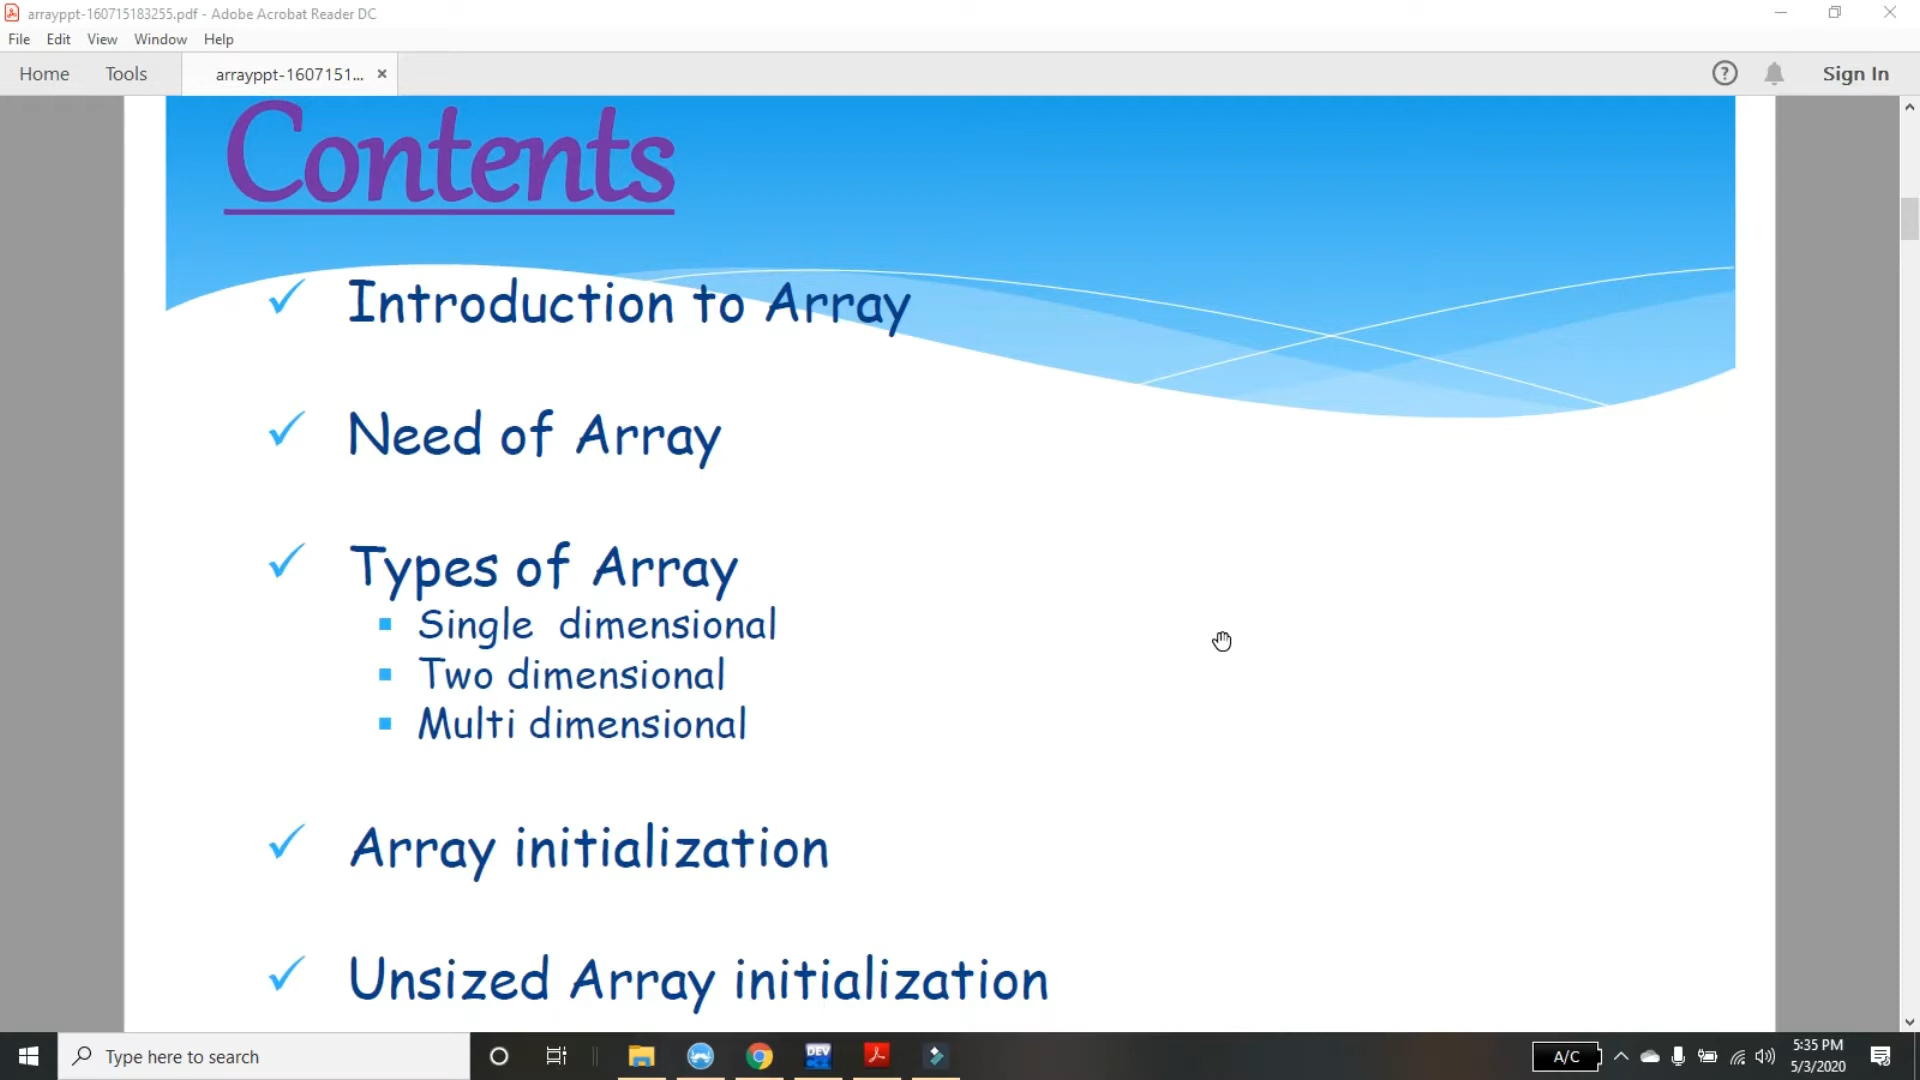 arrayppt-160715183255.pdf - Adobe Acrobat Reader DC
File Edit View Window Help
Home Tools arrayppt-1607151... × Sign In
Contents
✓ Introduction to Array
✓ Need of Array
✓ Types of Array
▪ Single dimensional
▪ Two dimensional
▪ Multi dimensional
✓ Array initialization
✓ Unsized Array initialization
Type here to search
DEV
A/C
5:35 PM
5/3/2020